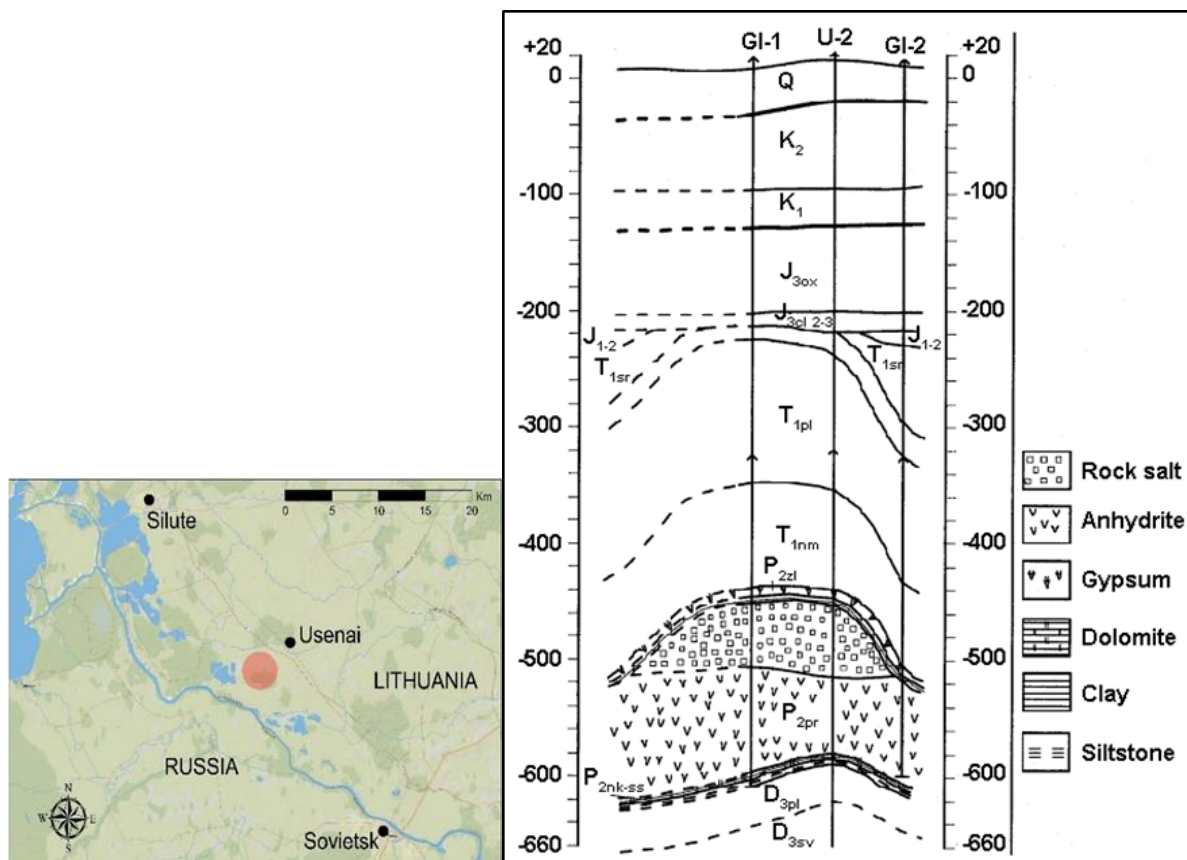 GI-1 U-2 GI-2
+20 +20
0 0
Q
K2
-100 -100
K1
J3ox
-200 -200
J3cl 2-3
J1-2 J1-2
T1sr T1sr
-300 -300
T1pl
-400 -400
T1nm
P2zl
-500 -500
P2pr
-600 -600
P2nk-ss
D3pl
D3sv
-660 -660
Rock salt
Anhydrite
Gypsum
Dolomite
Clay
Siltstone
Km
0 5 10 15 20
Silute
Usenai
LITHUANIA
RUSSIA
N
W E
S
Sovietsk